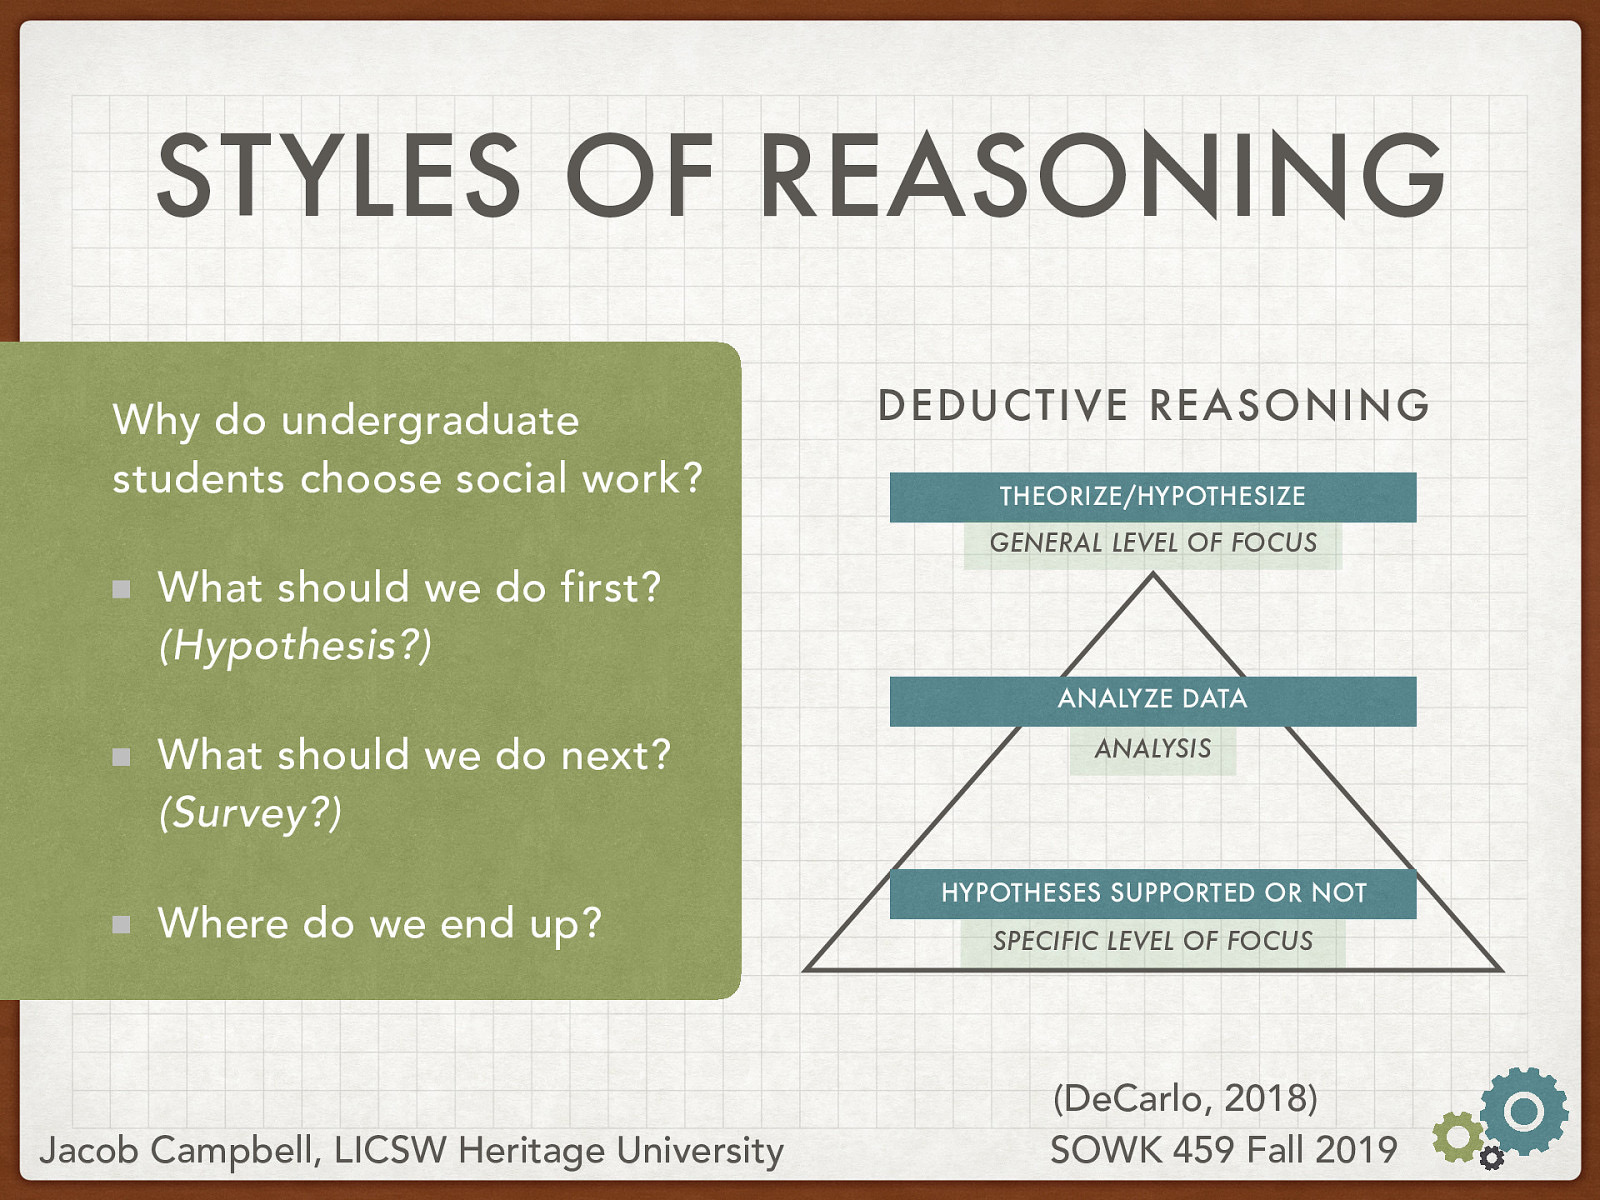 STYLES OF REASONING
Why do undergraduate
students choose social work?
What should we do first?
(Hypothesis?)
What should we do next?
(Survey?)
Where do we end up?
DEDUCTIVE REASONING
THEORIZE/HYPOTHESIZE
GENERAL LEVEL OF FOCUS
ANALYZE DATA
ANALYSIS
HYPOTHESES SUPPORTED OR NOT
SPECIFIC LEVEL OF FOCUS
(DeCarlo, 2018)
Jacob Campbell, LICSW Heritage University
SOWK 459 Fall 2019